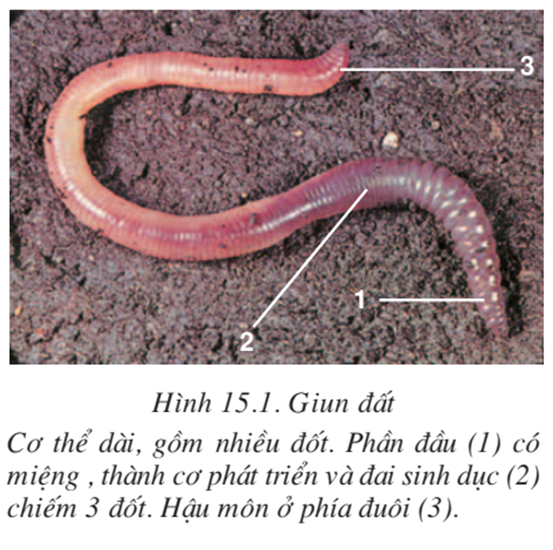 3
1
2
Hình 15.1. Giun đất
Cơ thể dài, gồm nhiều đốt. Phần đầu (1) có
miệng , thành cơ phát triển và đai sinh dục (2)
chiếm 3 đốt. Hậu môn ở phía đuôi (3).